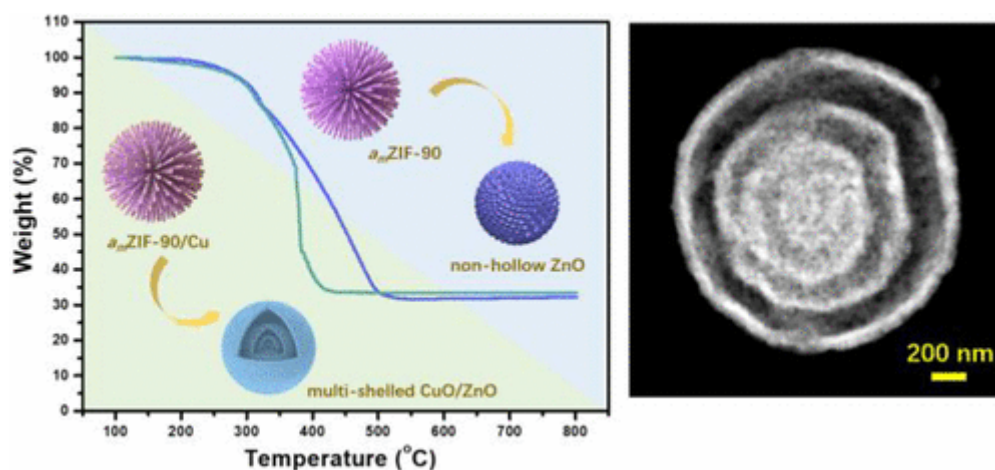 110
100
90
80
70
60
50
40
30
20
10
0
Weight (%)
100 200 300 400 500 600 700 800
Temperature (°C)
amZIF-90
amZIF-90/Cu
non-hollow ZnO
multi-shelled CuO/ZnO
200 nm